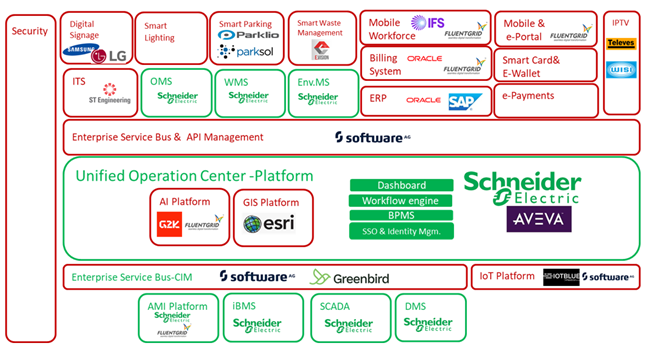 Security
Digital
Signage
SAMSUNG
LG
Smart
Lighting
Smart Parking
Parklio
parksol
Smart Waste
Management
Mobile
Workforce
IFS
FLUENTGRID
Mobile &
e-Portal
FLUENTGRID
IPTV
Televes
WISI
ITS
ST Engineering
OMS
Schneider
Electric
WMS
Schneider
Electric
Env.MS
Schneider
Electric
Billing
System
ORACLE
FLUENTGRID
Smart Card&
E-Wallet
ERP
ORACLE
SAP
e-Payments
Enterprise Service Bus & API Management
software AG
Unified Operation Center -Platform
AI Platform
FLUENTGRID
GIS Platform
esri
Dashboard
Workflow engine
BPMS
SSO & Identity Mgm.
Schneider
Electric
AVEVA
Enterprise Service Bus-CIM
software AG
Greenbird
IoT Platform
IOTBLUE
software AG
AMI Platform
Schneider
Electric
FLUENTGRID
iBMS
Schneider
Electric
SCADA
Schneider
Electric
DMS
Schneider
Electric